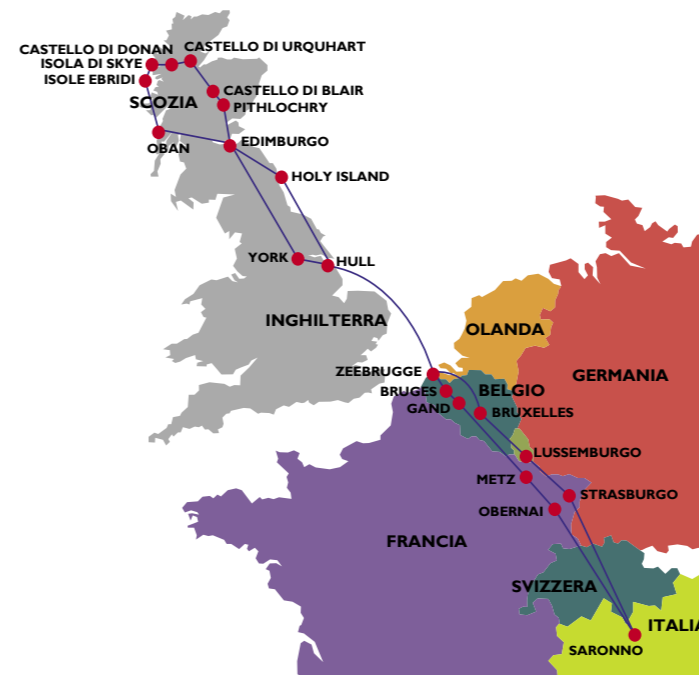 CASTELLO DI DONAN
CASTELLO DI URQUHART
ISOLA DI SKYE
ISOLE EBRIDI
CASTELLO DI BLAIR
SCOZIA
PITHLOCHRY
OBAN
EDIMBURGO
HOLY ISLAND
YORK
HULL
INGHILTERRA
OLANDA
ZEEBRUGGE
GERMANIA
BRUGES
BELGIO
GAND
BRUXELLES
LUSSEMBURGO
METZ
STRASBURGO
OBERNAI
FRANCIA
SVIZZERA
ITALIA
SARONNO